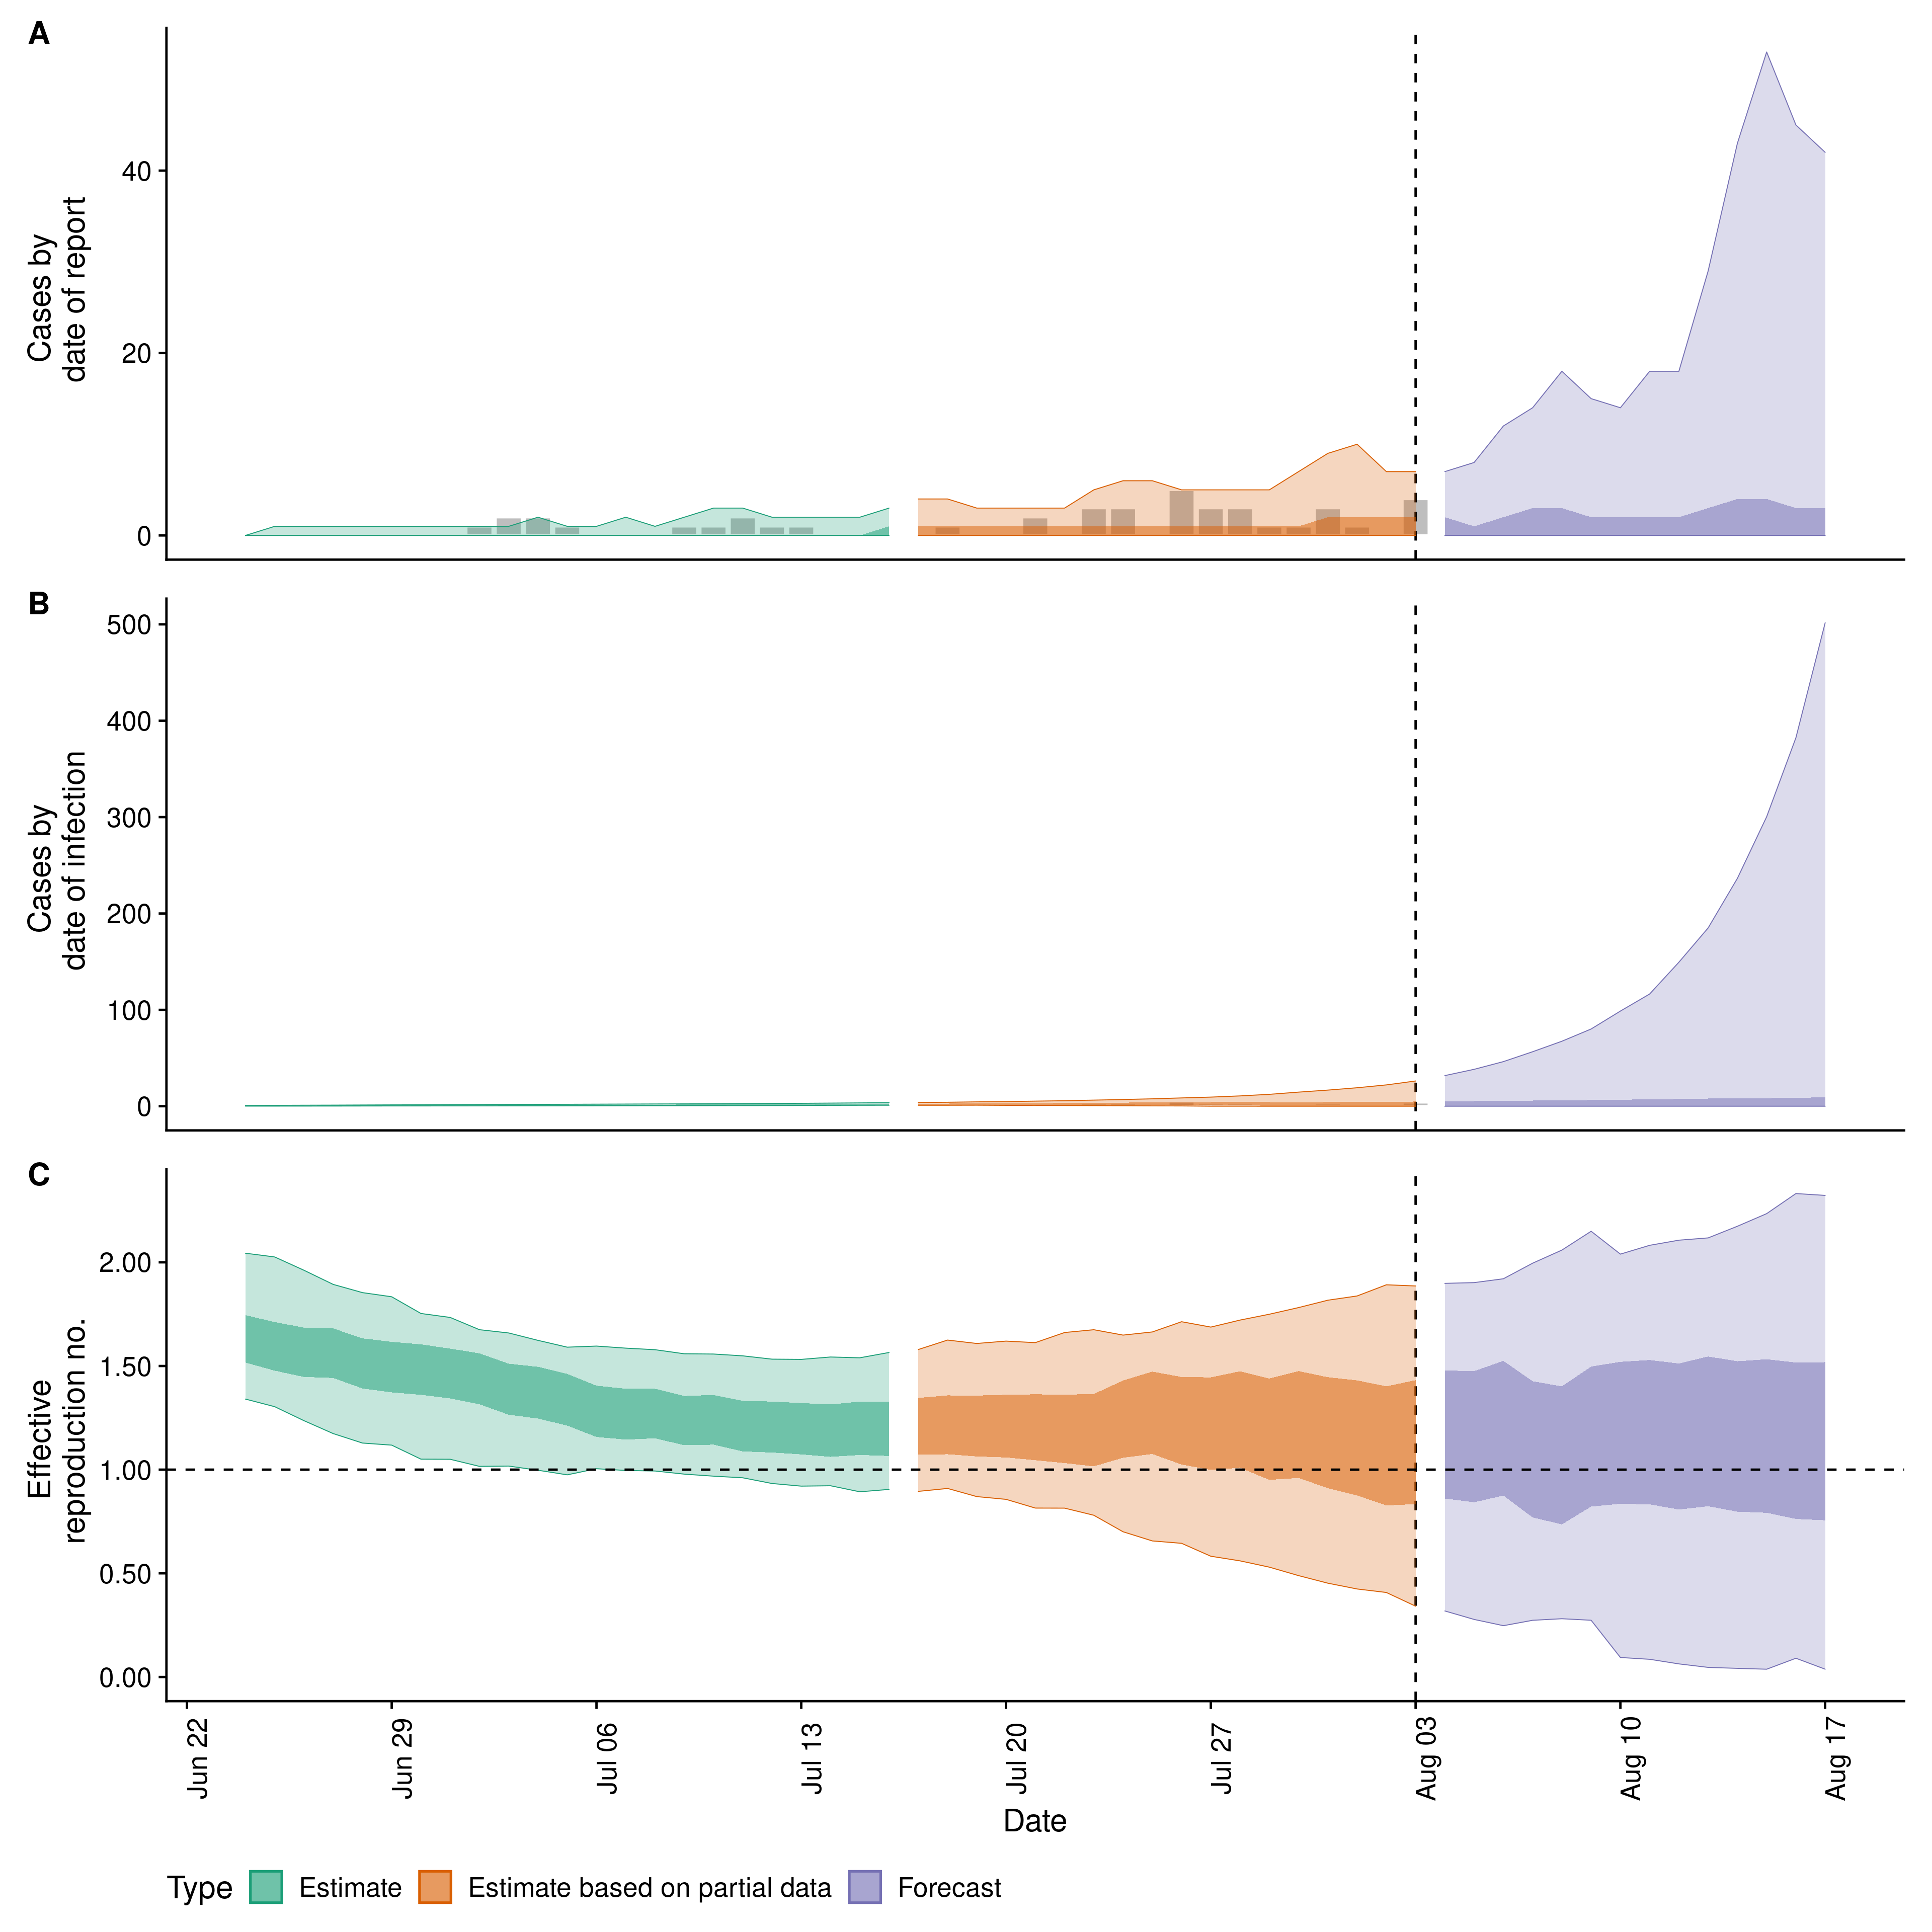 A
Cases by
date of report
40
20
0
B
Cases by
date of infection
500
400
300
200
100
0
C
Effective
reproduction no.
2.00
1.50
1.00
0.50
0.00
Jun 22
Jun 29
Jul 06
Jul 13
Jul 20
Jul 27
Aug 03
Aug 10
Aug 17
Date
Type Estimate Estimate based on partial data Forecast